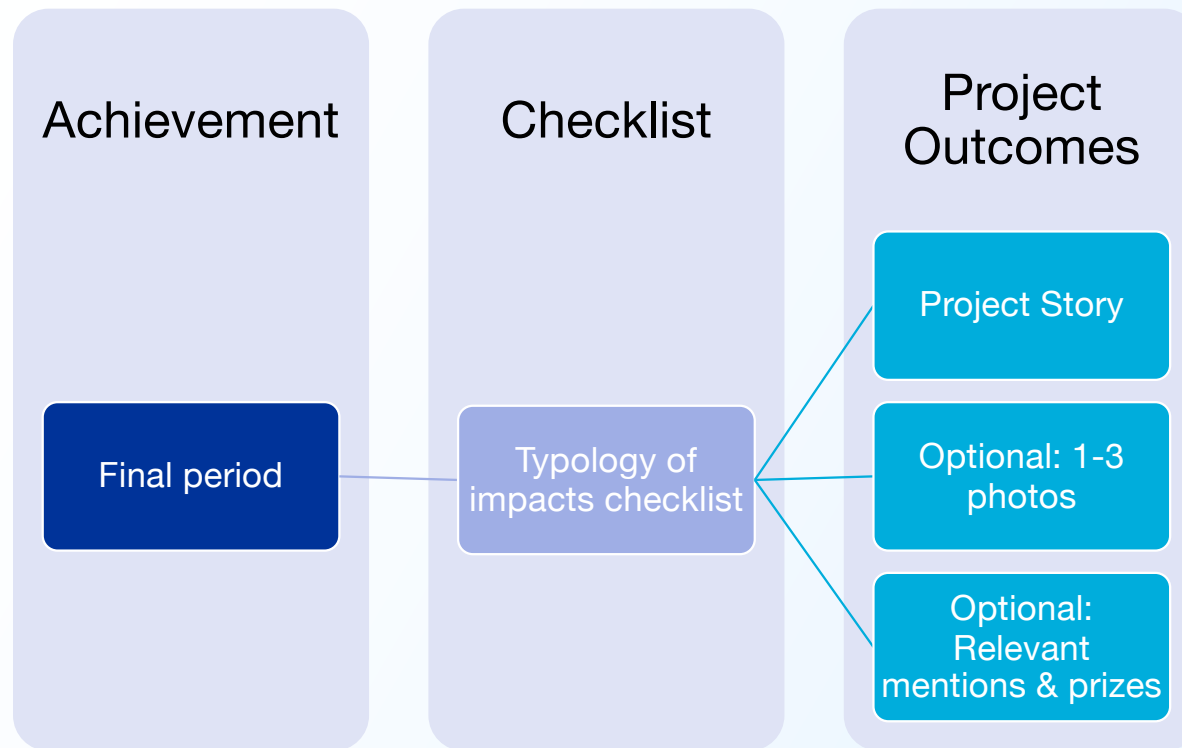 Achievement
Final period
Checklist
Typology of
impacts checklist
Project
Outcomes
Project Story
Optional: 1-3
photos
Optional:
Relevant
mentions & prizes